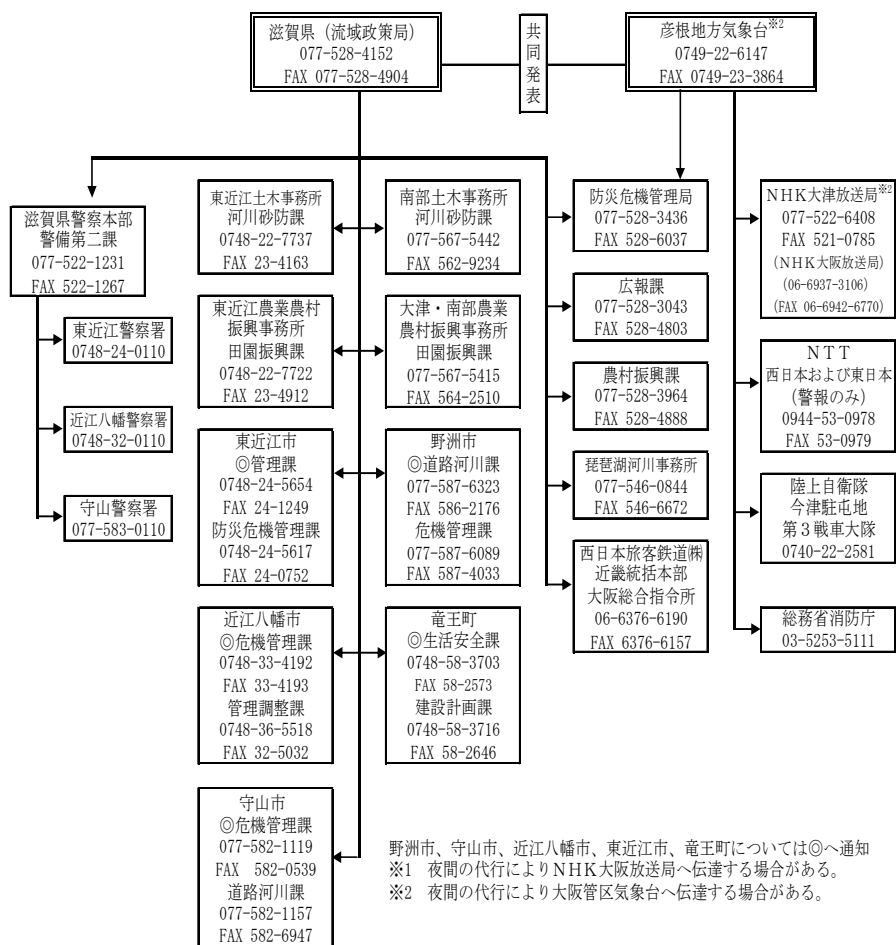 滋賀県（流域政策局）
077-528-4152
FAX 077-528-4904
共同発表
彦根地方気象台※2
0749-22-6147
FAX 0749-23-3864
滋賀県警察本部
警備第二課
077-522-1231
FAX 522-1267
東近江警察署
0748-24-0110
近江八幡警察署
0748-32-0110
守山警察署
077-583-0110
東近江土木事務所
河川砂防課
0748-22-7737
FAX 23-4163
南部土木事務所
河川砂防課
077-567-5442
FAX 562-9234
東近江農業農村
振興事務所
田園振興課
0748-22-7722
FAX 23-4912
大津・南部農業
農村振興事務所
田園振興課
077-567-5415
FAX 564-2510
東近江市
◎管理課
0748-24-5654
FAX 24-1249
防災危機管理課
0748-24-5617
FAX 24-0752
野洲市
◎道路河川課
077-587-6323
FAX 586-2176
危機管理課
077-587-6089
FAX 587-4033
近江八幡市
◎危機管理課
0748-33-4192
FAX 33-4193
管理調整課
0748-36-5518
FAX 32-5032
竜王町
◎生活安全課
0748-58-3703
FAX 58-2573
建設計画課
0748-58-3716
FAX 58-2646
守山市
◎危機管理課
077-582-1119
FAX 582-0539
道路河川課
077-582-1157
FAX 582-6947
防災危機管理局
077-528-3436
FAX 528-6037
広報課
077-528-3043
FAX 528-4803
農村振興課
077-528-3964
FAX 528-4888
琵琶湖河川事務所
077-546-0844
FAX 546-6672
西日本旅客鉄道㈱
近畿統括本部
大阪総合指令所
06-6376-6190
FAX 6376-6157
NHK大津放送局※2
077-522-6408
FAX 521-0785
(NHK大阪放送局)
(06-6937-3106)
(FAX 06-6942-6770)
NTT
西日本および東日本
(警報のみ)
0944-53-0978
FAX 53-0979
陸上自衛隊
今津駐屯地
第３戦車大隊
0740-22-2581
総務省消防庁
03-5253-5111
野洲市、守山市、近江八幡市、東近江市、竜王町については◎へ通知
※1 夜間の代行によりNHK大阪放送局へ伝達する場合がある。
※2 夜間の代行により大阪管区気象台へ伝達する場合がある。